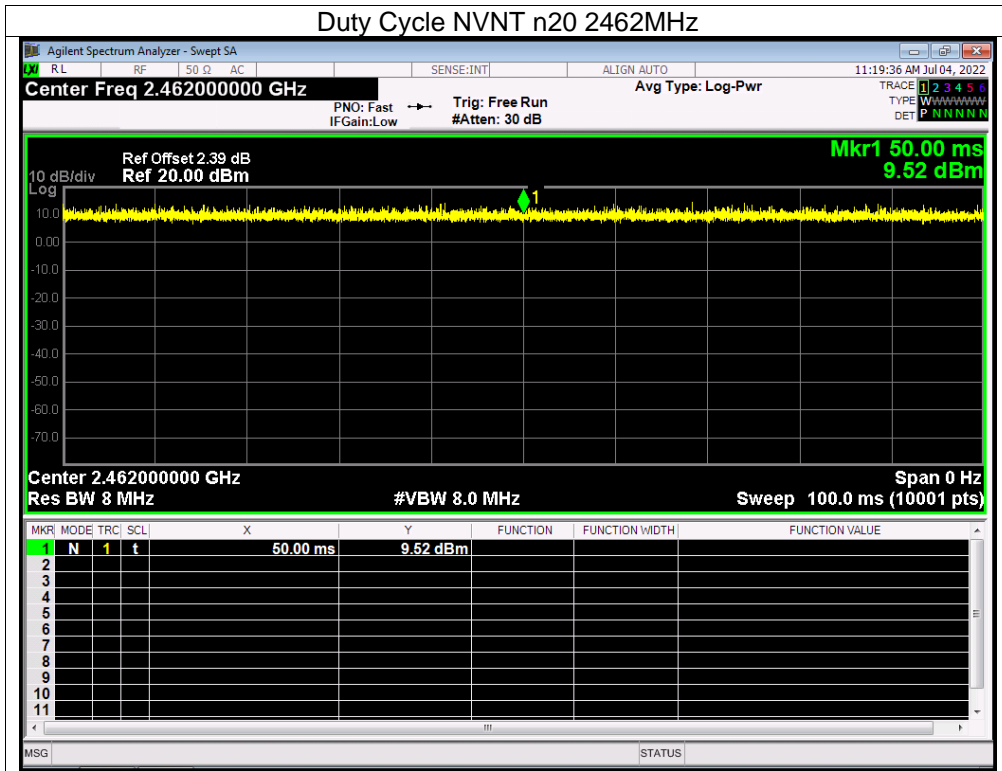 Duty Cycle NVNT n20 2462MHz
Agilent Spectrum Analyzer - Swept SA
LXI RL RF 50 Ω AC SENSE:INT ALIGN AUTO 11:19:36 AM Jul 04, 2022
Center Freq 2.462000000 GHz Avg Type: Log-Pwr TRACE 1 2 3 4 5 6
PNO: Fast Trig: Free Run TYPE WWWWWW
IFGain:Low #Atten: 30 dB DET P N N N N N
Mkr1 50.00 ms
Ref Offset 2.39 dB
10 dB/div Ref 20.00 dBm 9.52 dBm
Log
1
10.0
0.00
-10.0
-20.0
-30.0
-40.0
-50.0
-60.0
-70.0
Center 2.462000000 GHz Span 0 Hz
Res BW 8 MHz #VBW 8.0 MHz Sweep 100.0 ms (10001 pts)
MKR MODE TRC SCL X Y FUNCTION FUNCTION WIDTH FUNCTION VALUE
1 N 1 t 50.00 ms 9.52 dBm
2
3
4
5
6
7
8
9
10
11
MSG STATUS